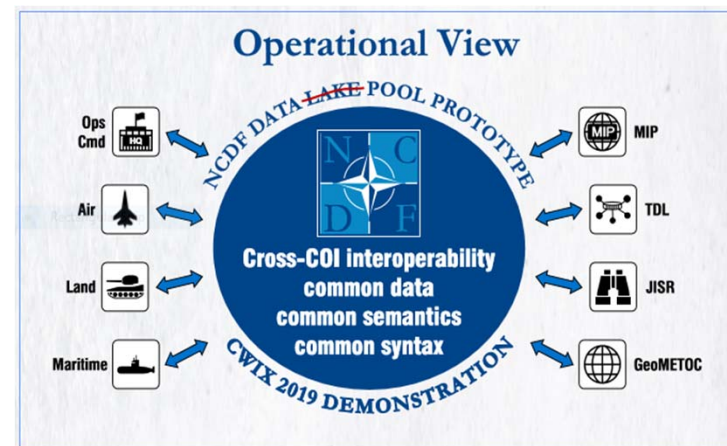 Operational View
NCDF DATA LAKE POOL PROTOTYPE
Ops
Cmd
HQ
Air
Land
Maritime
N C
D F
Cross-COI interoperability
common data
common semantics
common syntax
CWIX 2019 DEMONSTRATION
MIP
MIP
TDL
JISR
GeoMETOC